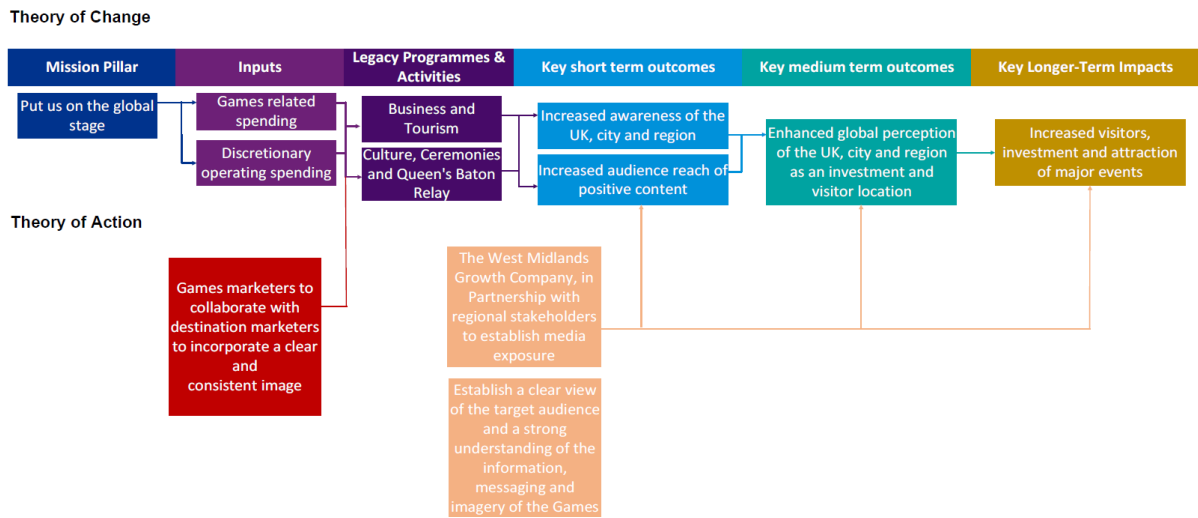 Theory of Change
Mission Pillar
Inputs
Legacy Programmes &
Activities
Key short term outcomes
Key medium term outcomes
Key Longer-Term Impacts
Put us on the global
stage
Games related
spending
Discretionary
operating spending
Business and
Tourism
Culture, Ceremonies
and Queen's Baton
Relay
Increased awareness of the
UK, city and region
Increased audience reach of
positive content
Enhanced global perception
of the UK, city and region
as an investment and
visitor location
Increased visitors,
investment and attraction
of major events
Theory of Action
Games marketers to
collaborate with
destination marketers
to incorporate a clear
and
consistent image
The West Midlands
Growth Company, in
Partnership with
regional stakeholders
to establish media
exposure
Establish a clear view
of the target audience
and a strong
understanding of the
information,
messaging and
imagery of the Games